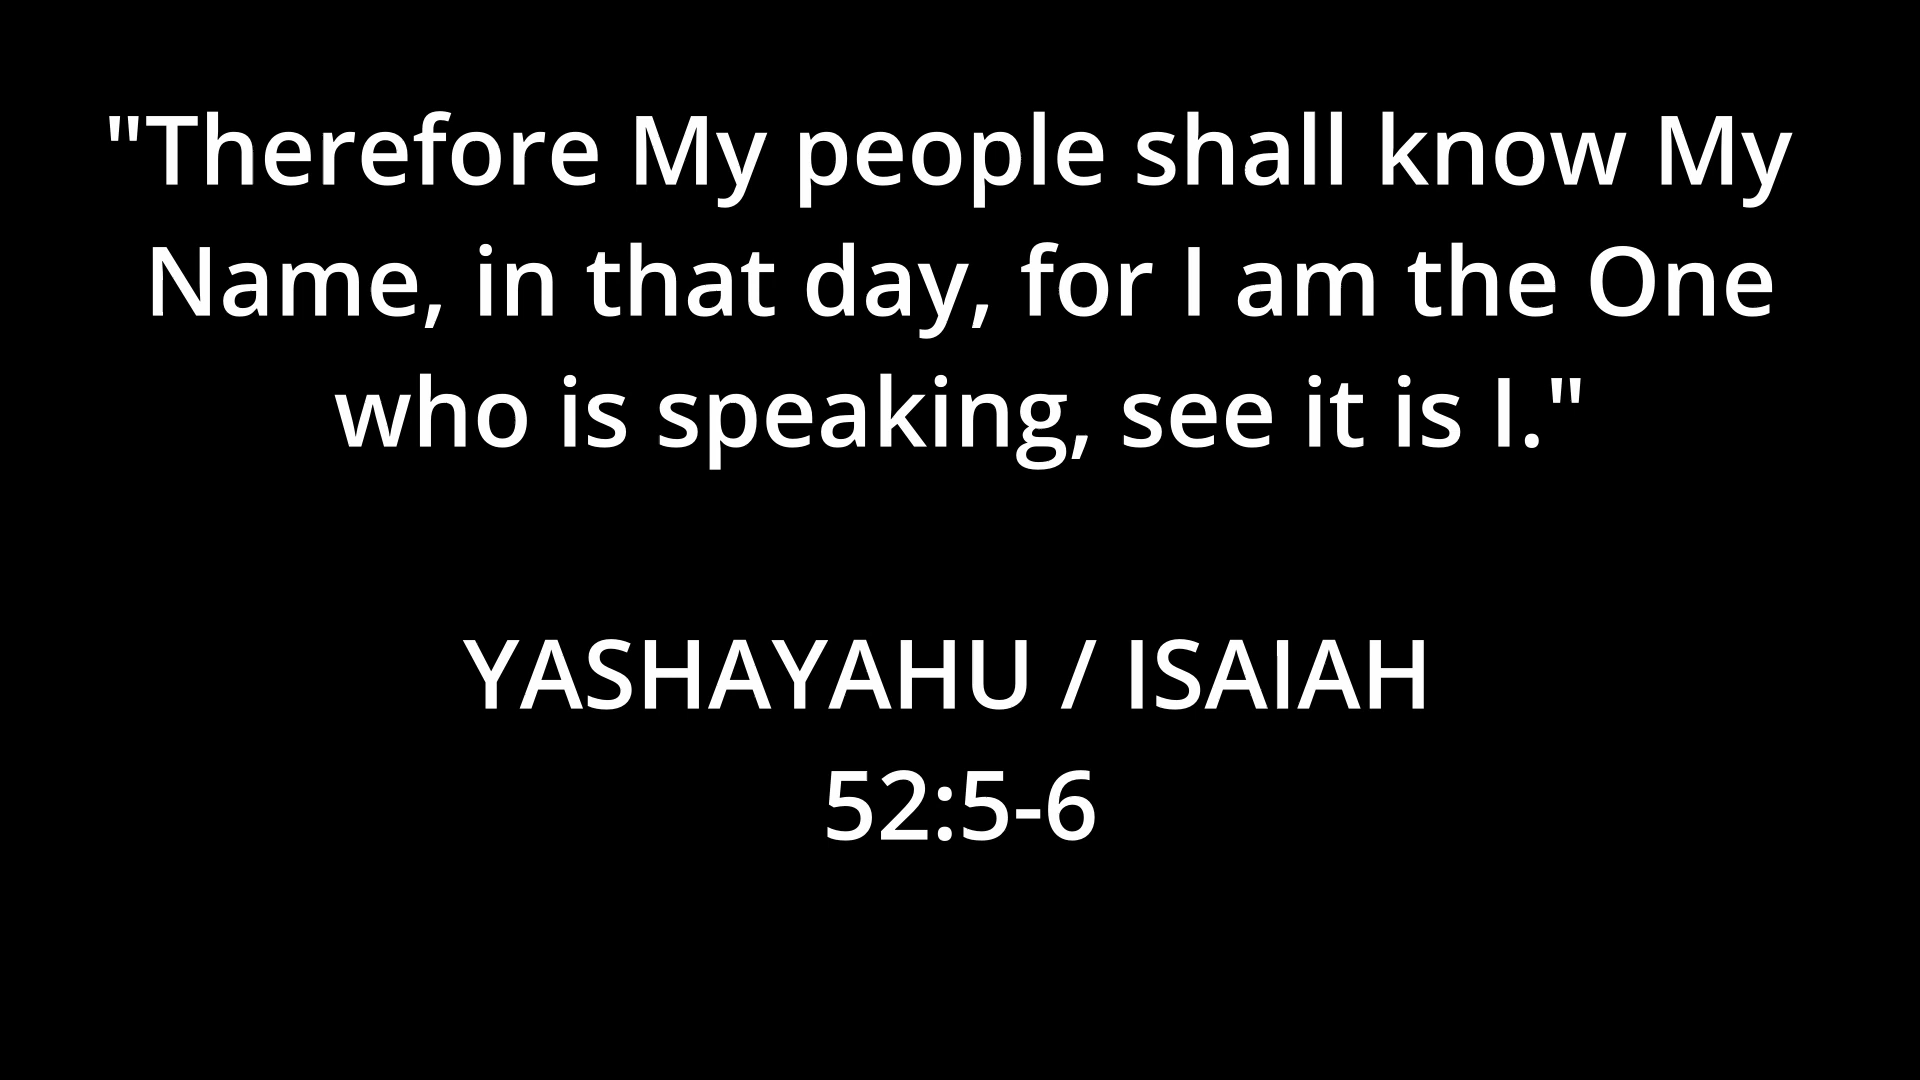 "Therefore My people shall know My
Name, in that day, for I am the One
who is speaking, see it is I."
YASHAYAHU / ISAIAH
52:5-6